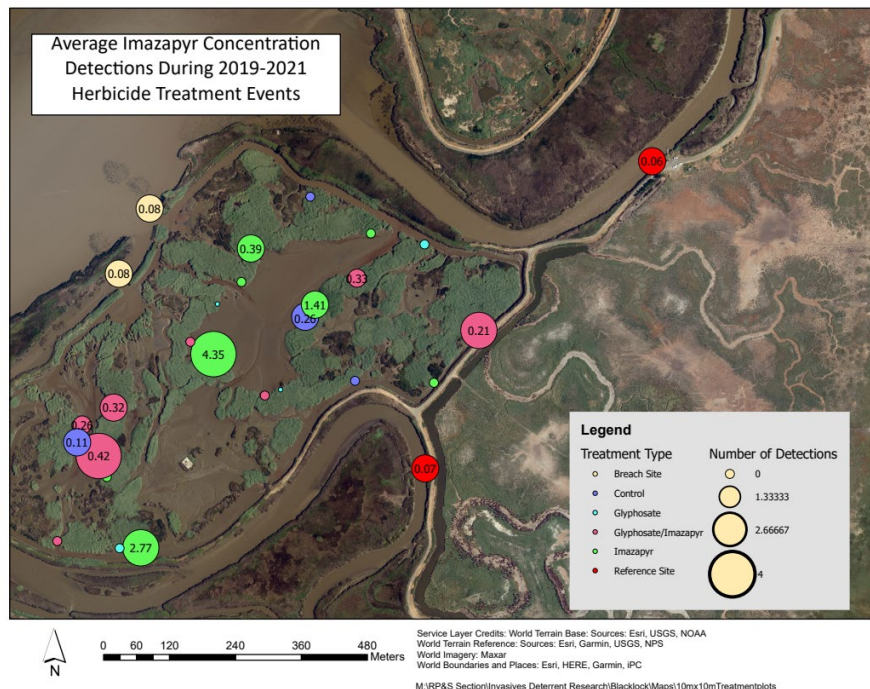 Average Imazapyr Concentration
Detections During 2019-2021
Herbicide Treatment Events
0.06
0.08
0.39
0.08
0.33
1.41
0.26
0.21
4.35
0.32
0.26
0.11
0.42
0.07
2.77
Legend
Treatment Type
Breach Site
Control
Glyphosate
Glyphosate/Imazapyr
Imazapyr
Reference Site
Number of Detections
0
1.33333
2.66667
4
N
0 60 120 240 360 480
Meters
Service Layer Credits: World Terrain Base: Sources: Esri, USGS, NOAA
World Terrain Reference: Sources: Esri, Garmin, USGS, NPS
World Imagery: Maxar
World Boundaries and Places: Esri, HERE, Garmin, iPC
M:\RP&S Section\Invasives Deterrent Research\Blacklock\Maps\10mx10mTreatmentplots